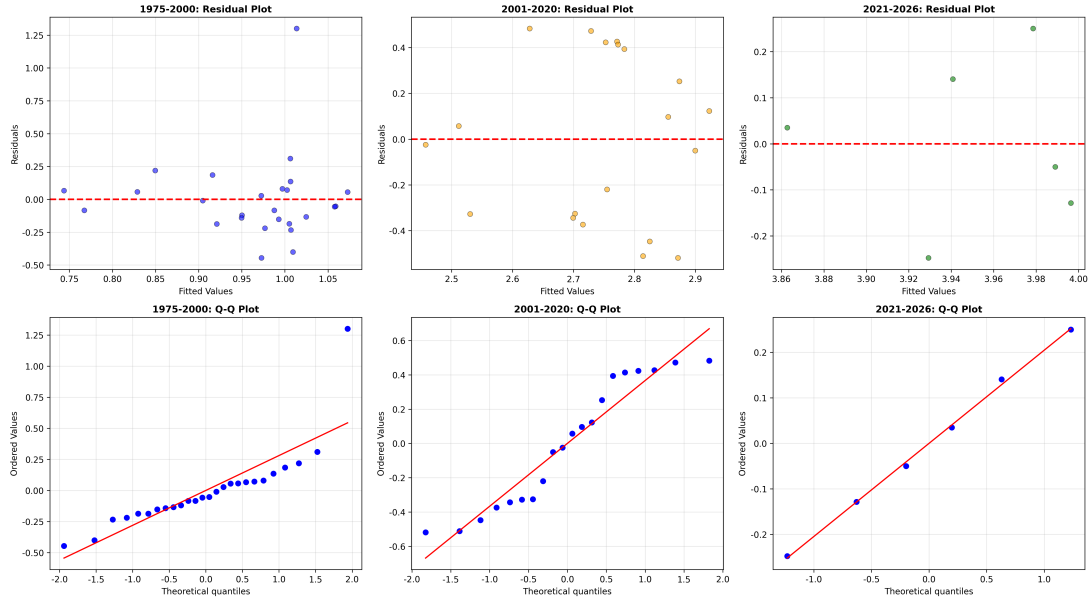 1975-2000: Residual Plot
Residuals
1.25
1.00
0.75
0.50
0.25
0.00
-0.25
-0.50
0.75 0.80 0.85 0.90 0.95 1.00 1.05
Fitted Values
2001-2020: Residual Plot
Residuals
0.4
0.2
0.0
-0.2
-0.4
2.5 2.6 2.7 2.8 2.9
Fitted Values
2021-2026: Residual Plot
Residuals
0.2
0.1
0.0
-0.1
-0.2
3.86 3.88 3.90 3.92 3.94 3.96 3.98 4.00
Fitted Values
1975-2000: Q-Q Plot
Ordered Values
1.25
1.00
0.75
0.50
0.25
0.00
-0.25
-0.50
-2.0 -1.5 -1.0 -0.5 0.0 0.5 1.0 1.5 2.0
Theoretical quantiles
2001-2020: Q-Q Plot
Ordered Values
0.6
0.4
0.2
0.0
-0.2
-0.4
-0.6
-2.0 -1.5 -1.0 -0.5 0.0 0.5 1.0 1.5 2.0
Theoretical quantiles
2021-2026: Q-Q Plot
Ordered Values
0.2
0.1
0.0
-0.1
-0.2
-1.0 -0.5 0.0 0.5 1.0
Theoretical quantiles